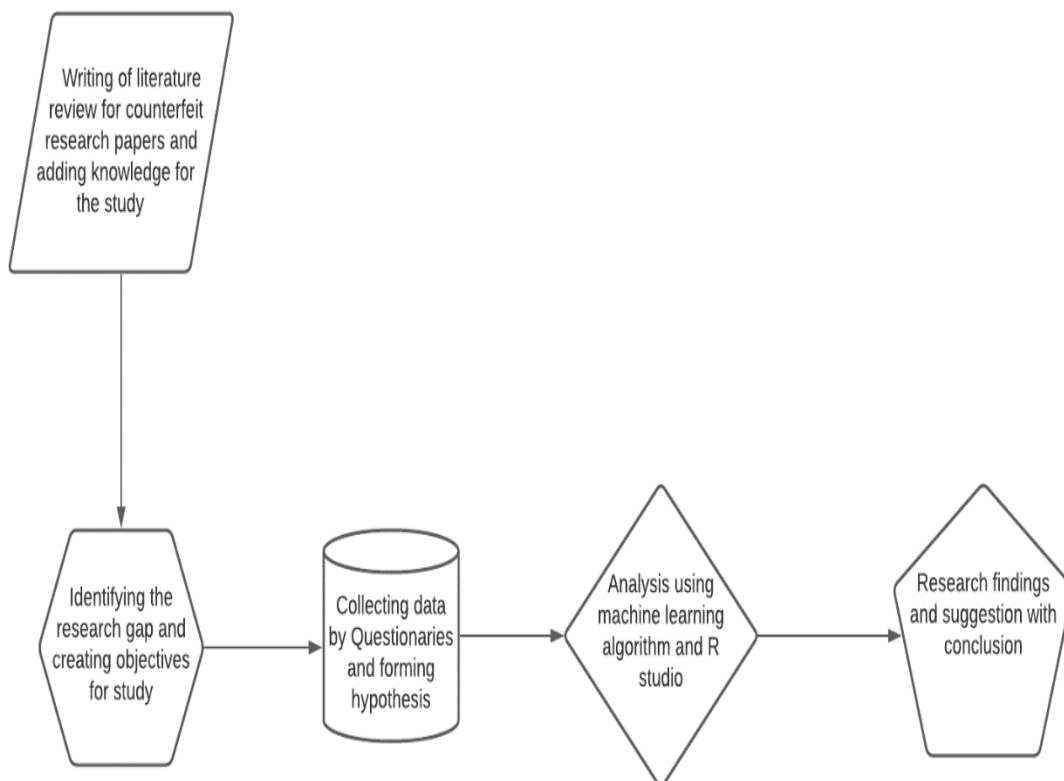 Writing of literature
review for counterfeit
research papers and
adding knowledge for
the study
Identifying the
research gap and
creating objectives
for study
Collecting data
by Questionaries
and forming
hypothesis
Analysis using
machine learning
algorithm and R
studio
Research findings
and suggestion with
conclusion